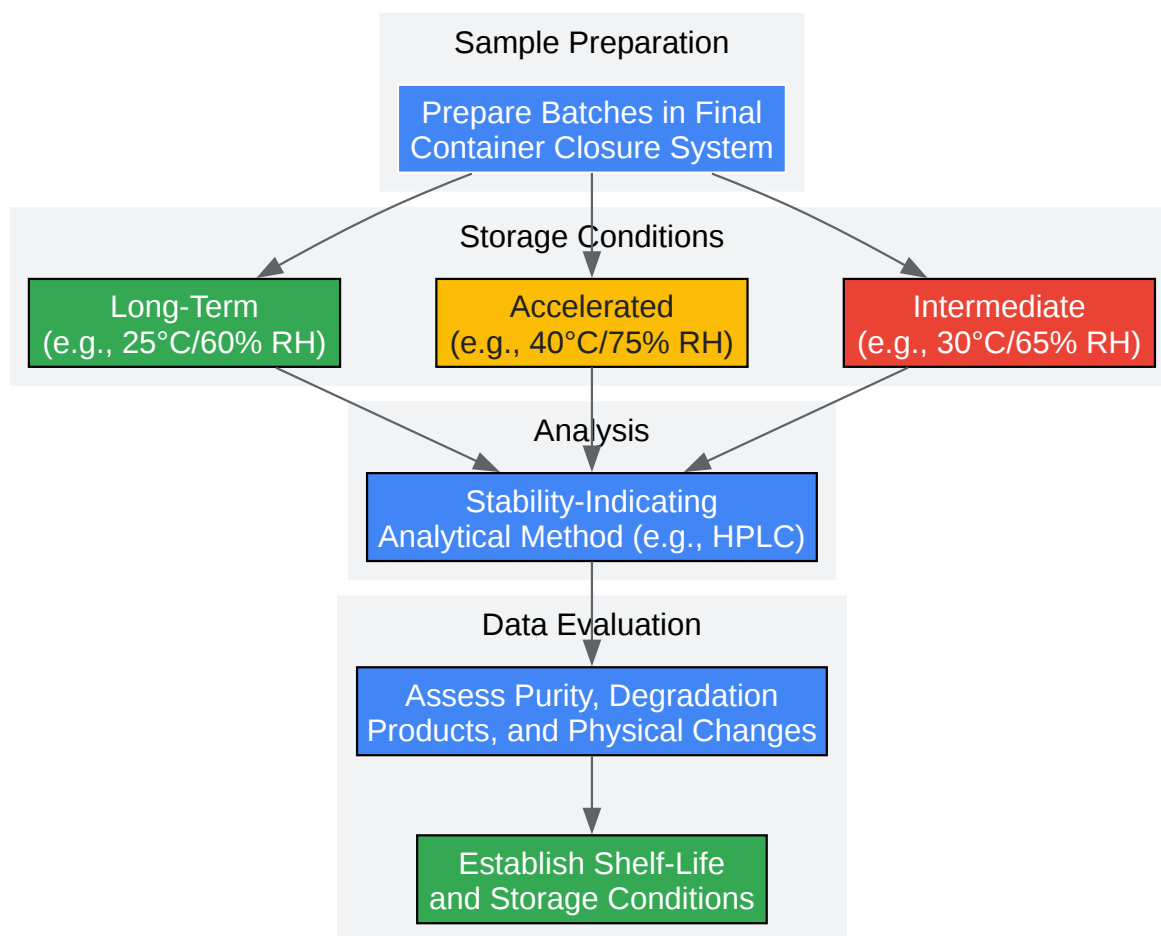 Sample Preparation
Prepare Batches in Final
Container Closure System
Storage Conditions
Long-Term
(e.g., 25°C/60% RH)
Accelerated
(e.g., 40°C/75% RH)
Intermediate
(e.g., 30°C/65% RH)
Analysis
Stability-Indicating
Analytical Method (e.g., HPLC)
Data Evaluation
Assess Purity, Degradation
Products, and Physical Changes
Establish Shelf-Life
and Storage Conditions